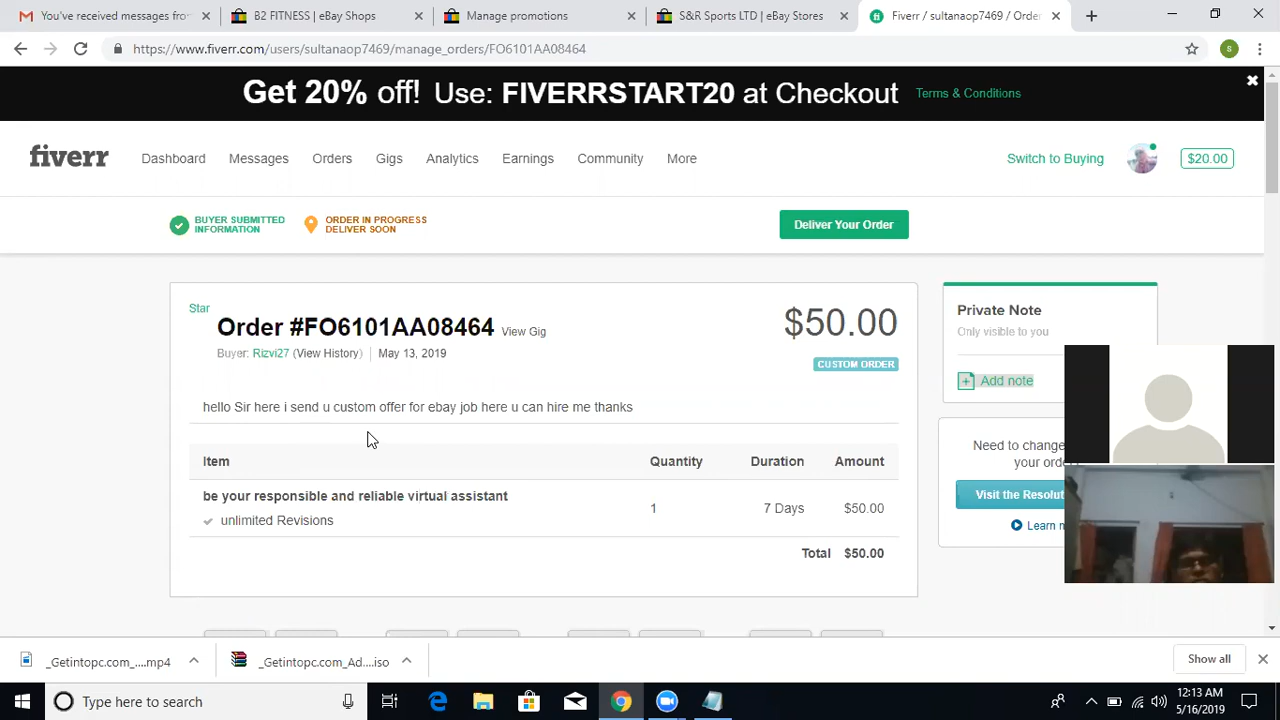 You've received messages from
B2 FITNESS | eBay Shops
Manage promotions
S&R Sports LTD | eBay Stores
Fiverr / sultanaop7469 / Order
https://www.fiverr.com/users/sultanaop7469/manage_orders/FO6101AA08464
s
Get 20% off! Use: FIVERRSTART20 at Checkout Terms & Conditions
fiverr Dashboard Messages Orders Gigs Analytics Earnings Community More Switch to Buying $20.00
BUYER SUBMITTED
INFORMATION
ORDER IN PROGRESS
DELIVER SOON
Deliver Your Order
Star
Order #FO6101AA08464 View Gig
$50.00
Buyer: Rizvi27 (View History) May 13, 2019
CUSTOM ORDER
hello Sir here i send u custom offer for ebay job here u can hire me thanks
Item Quantity Duration Amount
be your responsible and reliable virtual assistant
unlimited Revisions
1 7 Days $50.00
Total $50.00
Private Note
Only visible to you
Add note
Need to change
your orde
Visit the Resolut
Learn m
_Getintopc.com_....mp4
_Getintopc.com_Ad....iso
Show all
Type here to search
12:13 AM
5/16/2019